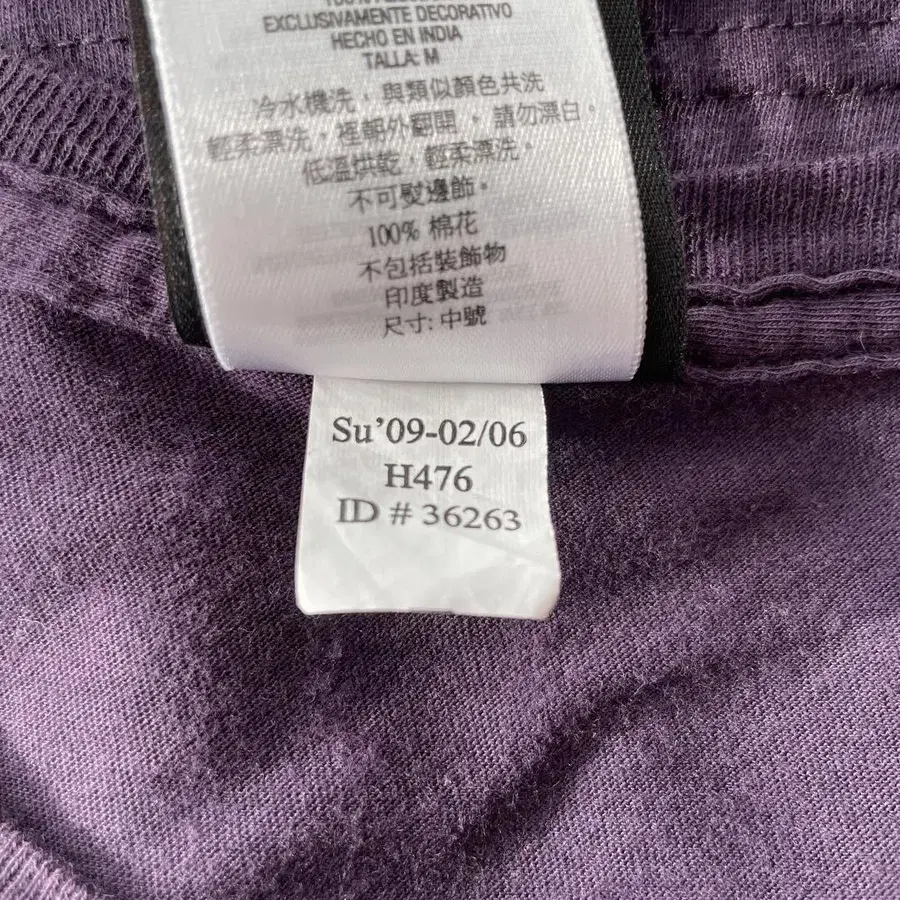 EXCLUSIVAMENTE DECORATIVO
HECHO EN INDIA
TALLA: M
冷水機洗，與類似顏色共洗
輕柔漂洗，裡都外翻開。請勿漂白。
低溫烘乾，輕柔漂洗。
不可熨邊飾。
100% 棉花
不包括裝飾物
印度製造
尺寸: 中號
Su’09-02/06
H476
ID # 36263